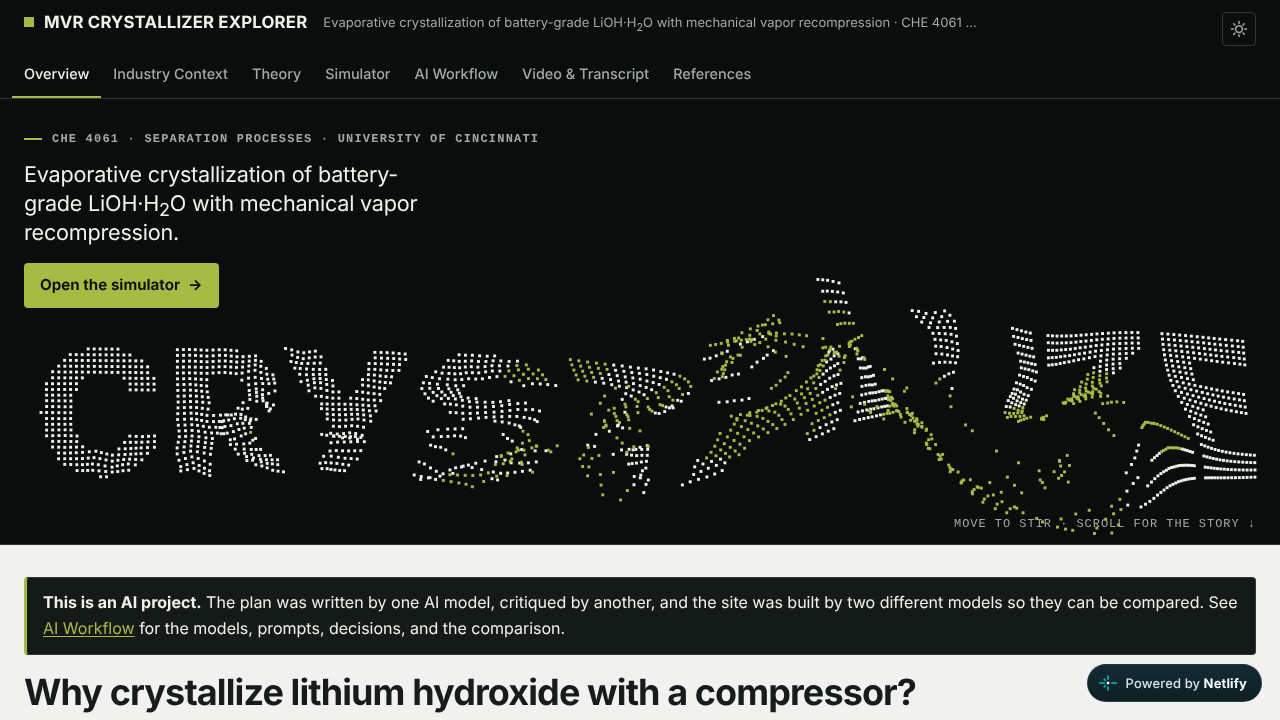 MVR CRYSTALLIZER EXPLORER
Evaporative crystallization of battery-grade LiOH·H₂O with mechanical vapor recompression · CHE 4061 ...
Overview
Industry Context
Theory
Simulator
AI Workflow
Video & Transcript
References
CHE 4061 · SEPARATION PROCESSES · UNIVERSITY OF CINCINNATI
Evaporative crystallization of battery-
grade LiOH·H₂O with mechanical vapor
recompression.
Open the simulator →
CRYSTALLIZE
MOVE TO STIR · SCROLL FOR THE STORY ↓
This is an AI project. The plan was written by one AI model, critiqued by another, and the site was built by two different models so they can be compared. See
AI Workflow for the models, prompts, decisions, and the comparison.
Why crystallize lithium hydroxide with a compressor?
Powered by Netlify